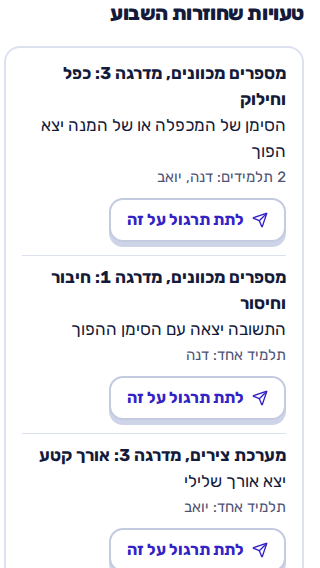 טעויות שחוזרות השבוע
מספרים מכוונים, מדרגה 3: כפל
וחילוק
הסימן של המכפלה או של המנה יצא
הפוך
2 תלמידים: דנה, יואב
לתת תרגול על זה
מספרים מכוונים, מדרגה 1: חיבור
וחיסור
התשובה יצאה עם הסימן ההפוך
תלמיד אחד: דנה
לתת תרגול על זה
מערכת צירים, מדרגה 3: אורך קטע
יצא אורך שלילי
תלמיד אחד: יואב
לתת תרגול על זה